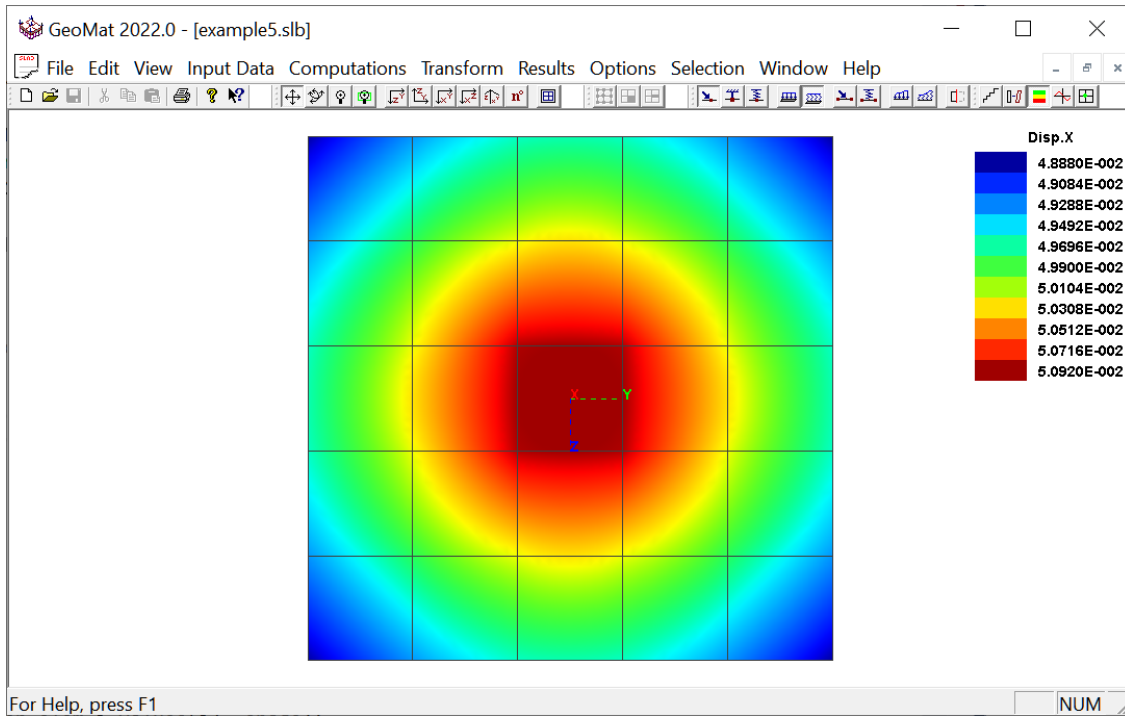 GeoMat 2022.0 - [example5.slb]
File Edit View Input Data Computations Transform Results Options Selection Window Help
Disp.X
4.8880E-002
4.9084E-002
4.9288E-002
4.9492E-002
4.9696E-002
4.9900E-002
5.0104E-002
5.0308E-002
5.0512E-002
5.0716E-002
5.0920E-002
X Y
Z
For Help, press F1 NUM